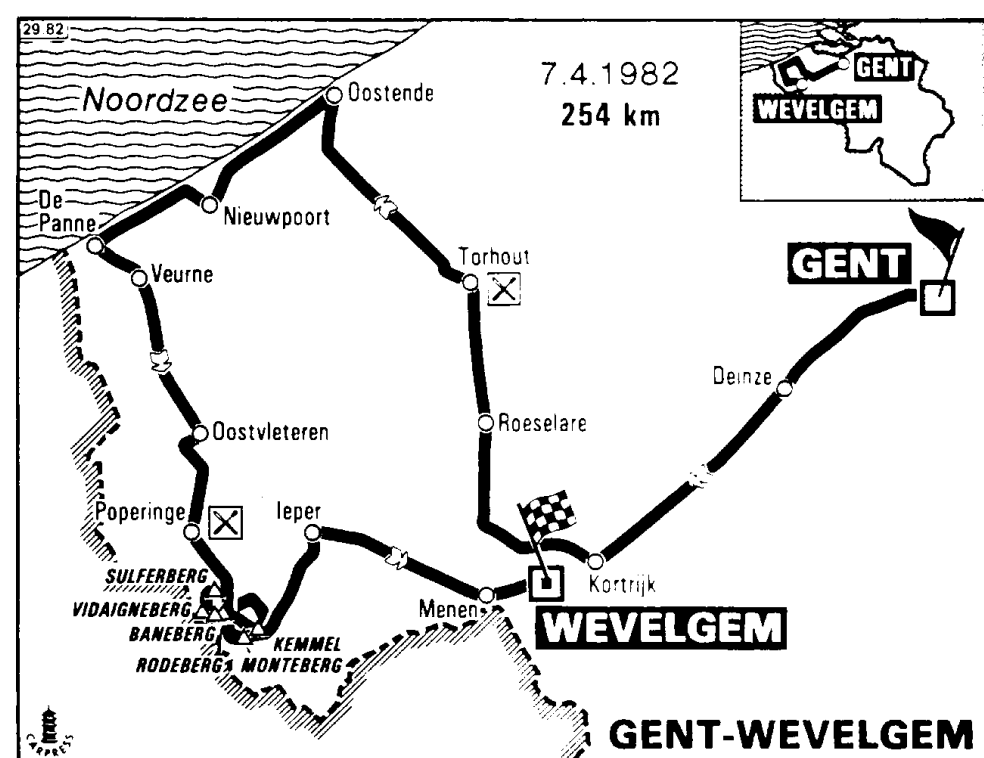 29 82
Noordzee
Oostende
7.4.1982
254 km
GENT
WEVELGEM
De
Panne
Nieuwpoort
Veurne
Torhout
GENT
Deinze
Oostvleteren
Roeselare
Poperinge
Ieper
Kortrijk
Menen
WEVELGEM
SULFERBERG
VIDAIGNEBERG
BANEBERG
RODEBERG
KEMMEL
MONTEBERG
GENT-WEVELGEM
CARPRESS